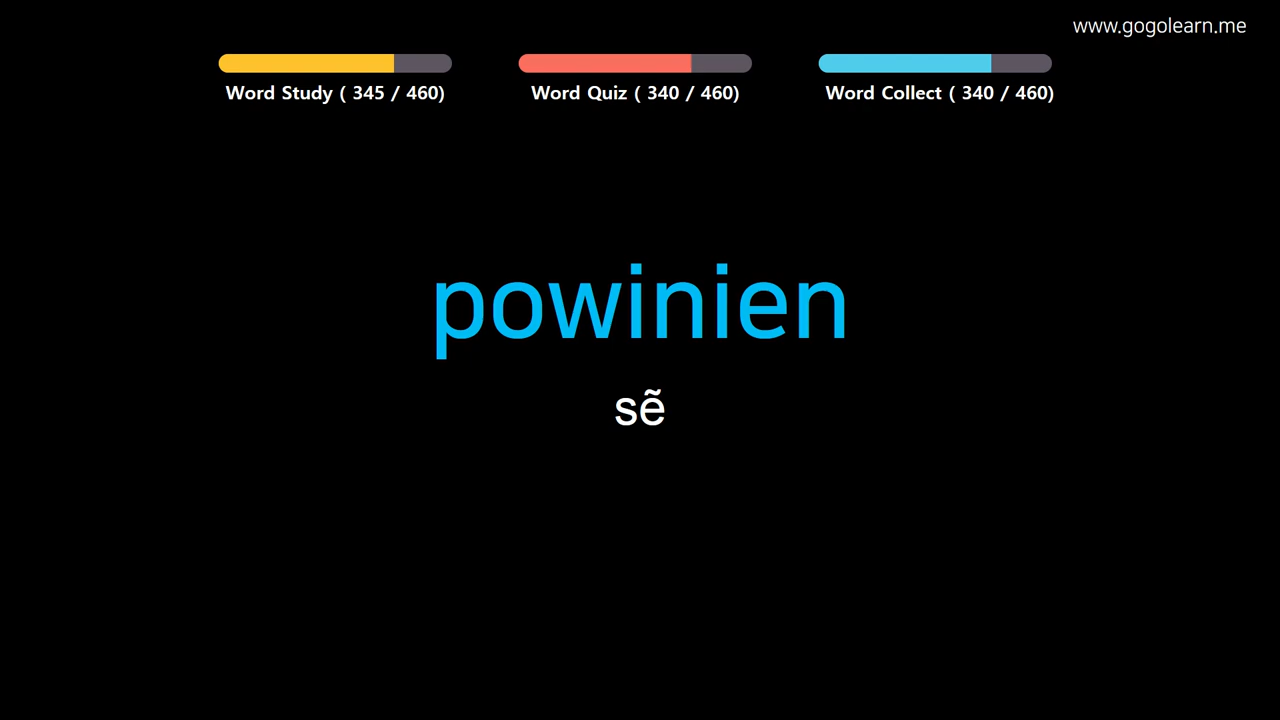 www.gogolearn.me
Word Study ( 345 / 460)
Word Quiz ( 340 / 460)
Word Collect ( 340 / 460)
powinien
sẽ